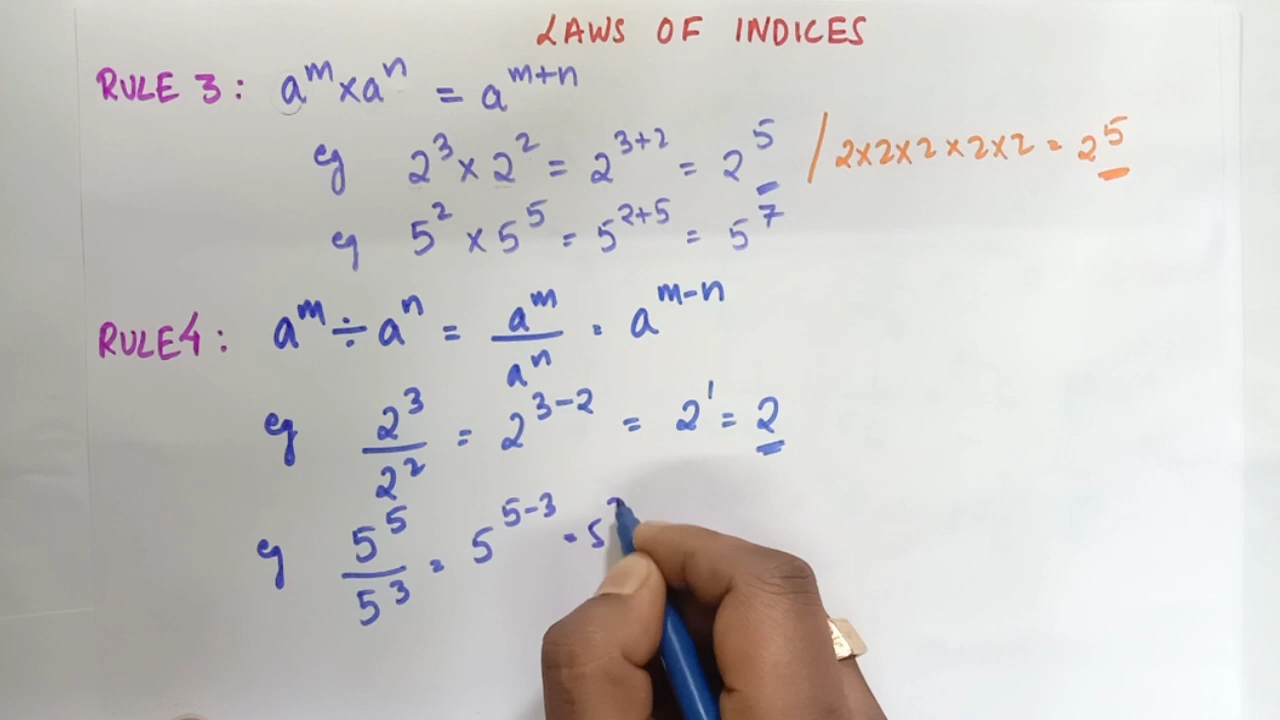 LAWS OF INDICES
RULE 3: a^m × a^n = a^(m+n)
eg 2^3 × 2^2 = 2^(3+2) = 2^5 / 2×2×2×2×2 = 2^5
eg 5^2 × 5^5 = 5^(2+5) = 5^7
RULE 4: a^m ÷ a^n = a^m/a^n = a^(m-n)
eg 2^3/2^2 = 2^(3-2) = 2^1 = 2
eg 5^5/5^3 = 5^(5-3) = 5